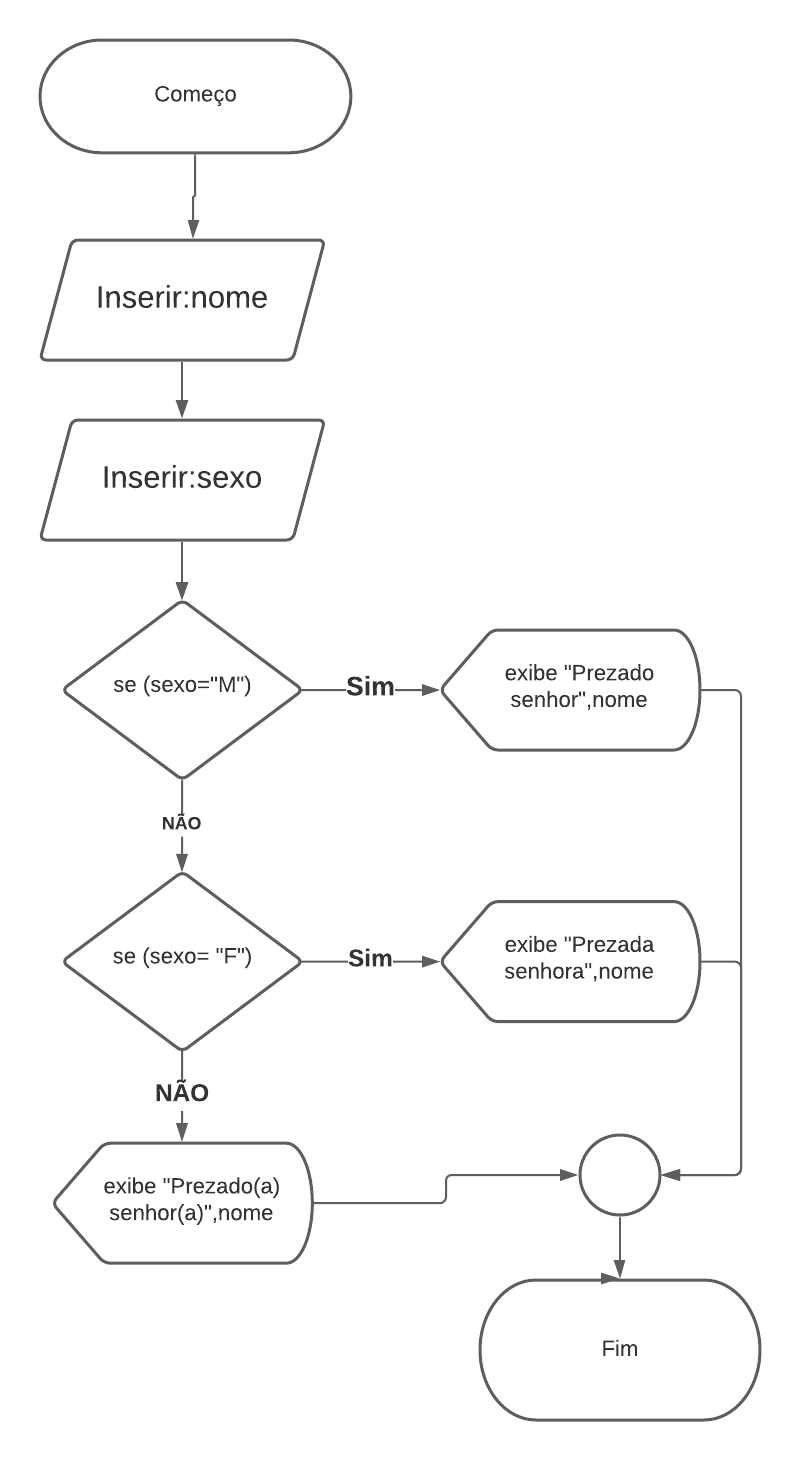 Começo
Inserir:nome
Inserir:sexo
se (sexo="M")
Sim
exibe "Prezado
senhor",nome
NÃO
se (sexo= "F")
Sim
exibe "Prezada
senhora",nome
NÃO
exibe "Prezado(a)
senhor(a)",nome
Fim